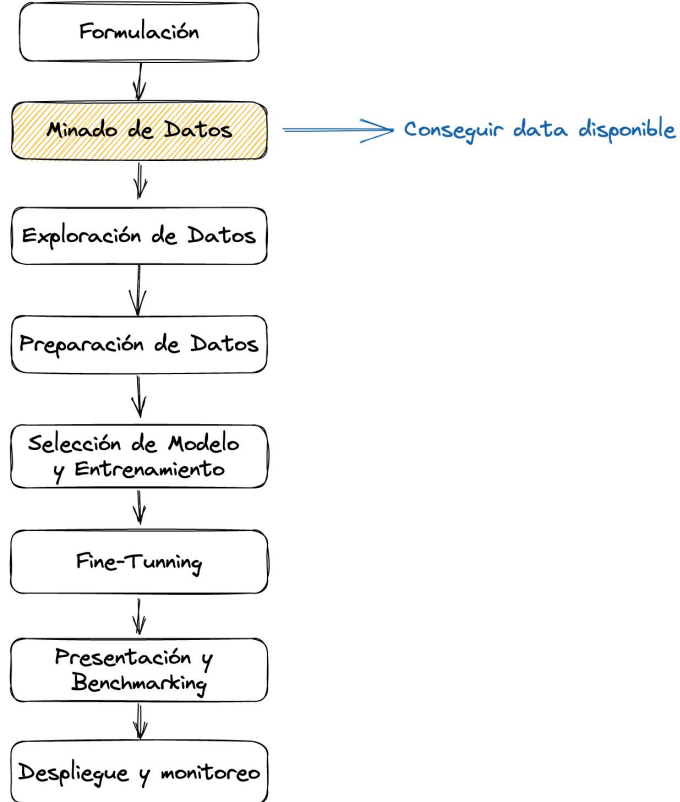 Formulación
Minado de Datos
Conseguir data disponible
Exploración de Datos
Preparación de Datos
Selección de Modelo
y Entrenamiento
Fine-Tunning
Presentación y
Benchmarking
Despliegue y monitoreo